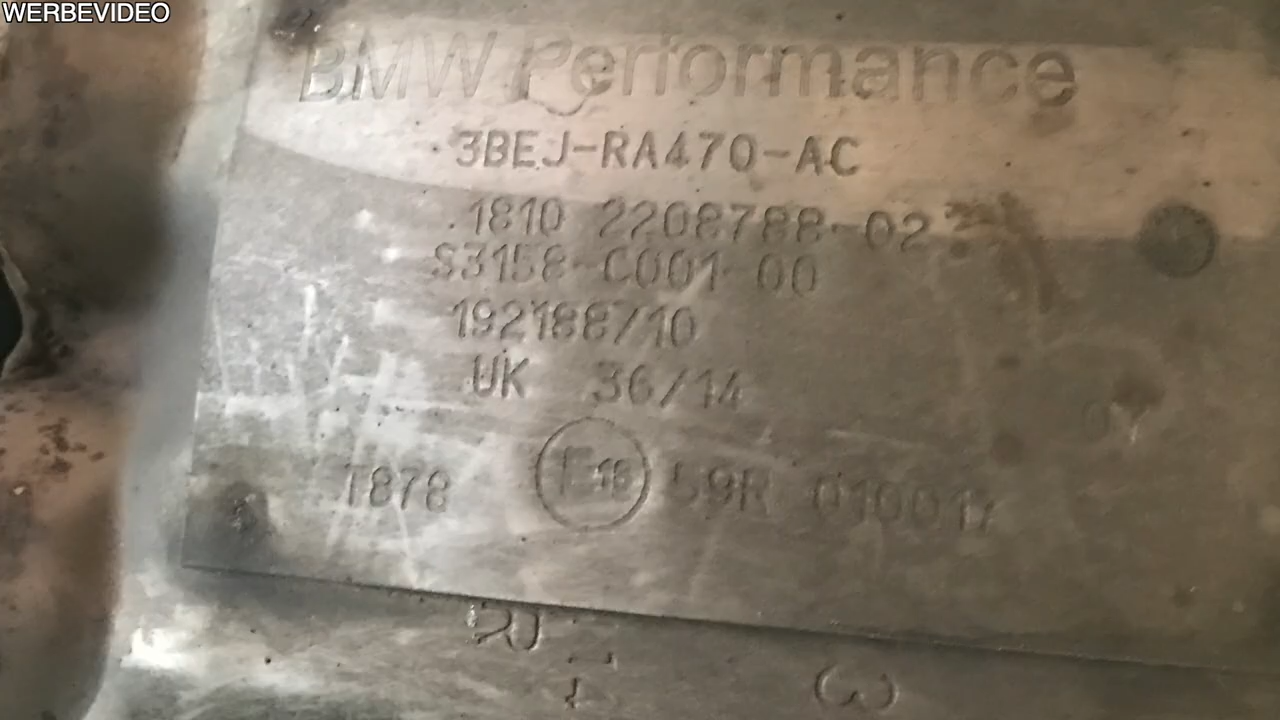 WERBEVIDEO
BMW Performance
3BEJ-RA470-AC
1810 2208788-02
S3158-C001-00
192188/10
UK 36/14
T878 E18 59R 010017